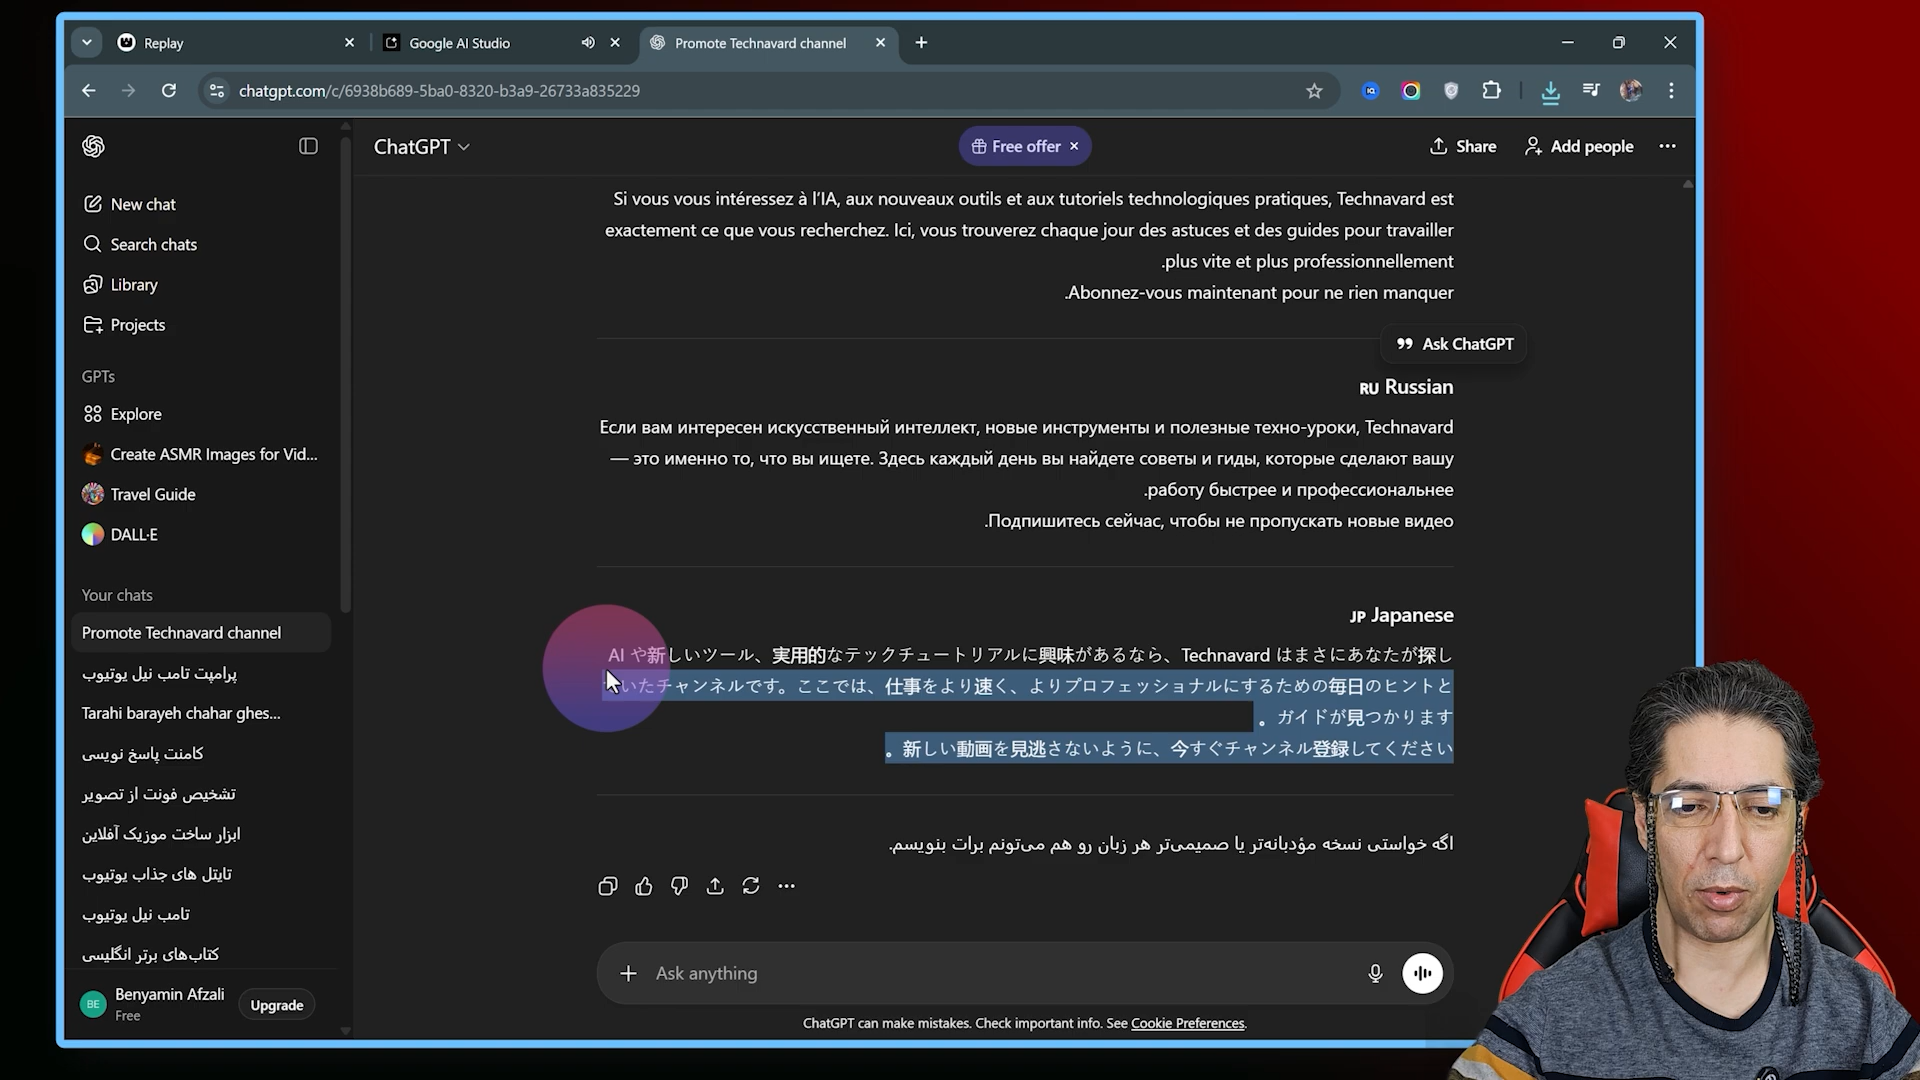 Replay
Google AI Studio
Promote Technavard channel
chatgpt.com/c/6938b689-5ba0-8320-b3a9-26733a835229
ChatGPT
Free offer
Share
Add people
New chat
Search chats
Library
Projects
GPTs
Explore
Create ASMR Images for Vid...
Travel Guide
DALL·E
Your chats
Promote Technavard channel
پرامپت تامب نیل یوتیوب
Tarahi barayeh chahar ghes...
کامنت پاسخ نویسی
تشخیص فونت از تصویر
ابزار ساخت موزیک آفلاین
تایتل های جذاب یوتیوب
تامب نیل یوتیوب
کتاب‌های برتر انگلیسی
BE
Benyamin Afzali
Free
Upgrade
Si vous vous intéressez à l’IA, aux nouveaux outils et aux tutoriels technologiques pratiques, Technavard est
exactement ce que vous recherchez. Ici, vous trouverez chaque jour des astuces et des guides pour travailler
.plus vite et plus professionnellement
.Abonnez-vous maintenant pour ne rien manquer
Ask ChatGPT
RU Russian
Если вам интересен искусственный интеллект, новые инструменты и полезные техно-уроки, Technavard
— это именно то, что вы ищете. Здесь каждый день вы найдете советы и гиды, которые сделают вашу
.работу быстрее и профессиональнее
.Подпишитесь сейчас, чтобы не пропускать новые видео
JP Japanese
AI や新しいツール、実用的なテックチュートリアルに興味があるなら、Technavard はまさにあなたが探し
いたチャンネルです。ここでは、仕事をより速く、よりプロフェッショナルにするための毎日のヒントと
。ガイドが見つかります
。新しい動画を見逃さないように、今すぐチャンネル登録してください
اگه خواستی نسخه مؤدبانه‌تر یا صمیمی‌تر هر زبان رو هم می‌تونم برات بنویسم.
Ask anything
ChatGPT can make mistakes. Check important info. See Cookie Preferences.